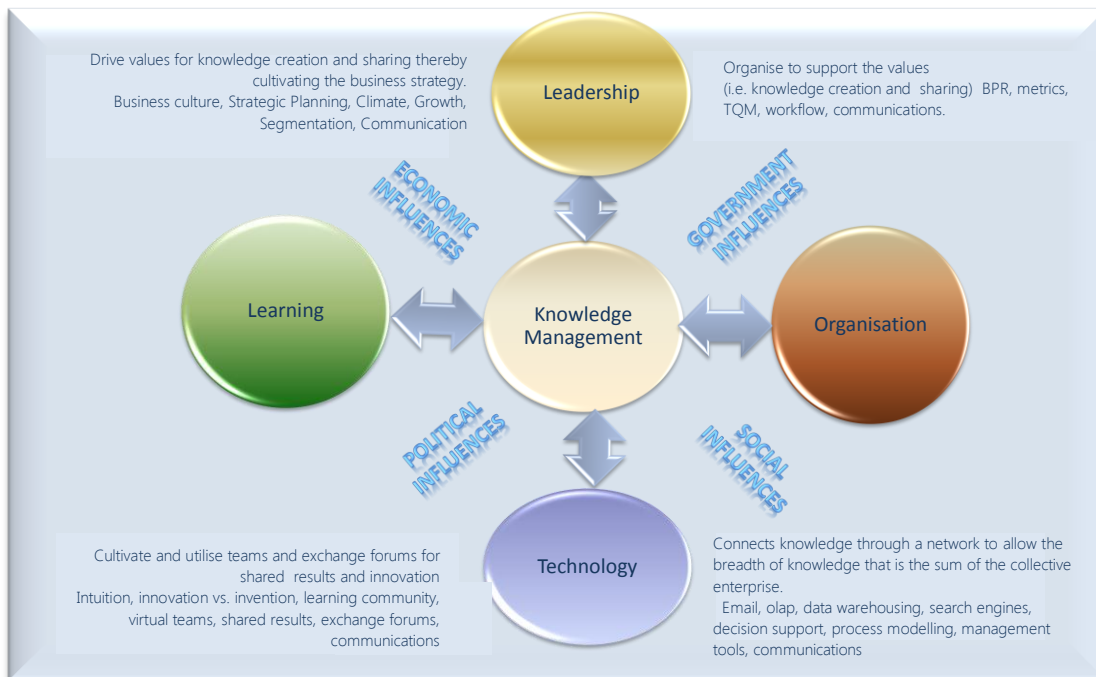 Drive values for knowledge creation and sharing thereby
cultivating the business strategy.
Business culture, Strategic Planning, Climate, Growth,
Segmentation, Communication
Leadership
Organise to support the values
(i.e. knowledge creation and sharing) BPR, metrics,
TQM, workflow, communications.
ECONOMIC
INFLUENCES
GOVERNMENT
INFLUENCES
Learning
Knowledge
Management
Organisation
POLITICAL
INFLUENCES
SOCIAL
INFLUENCES
Cultivate and utilise teams and exchange forums for
shared results and innovation
Intuition, innovation vs. invention, learning community,
virtual teams, shared results, exchange forums,
communications
Technology
Connects knowledge through a network to allow the
breadth of knowledge that is the sum of the collective
enterprise.
Email, olap, data warehousing, search engines,
decision support, process modelling, management
tools, communications